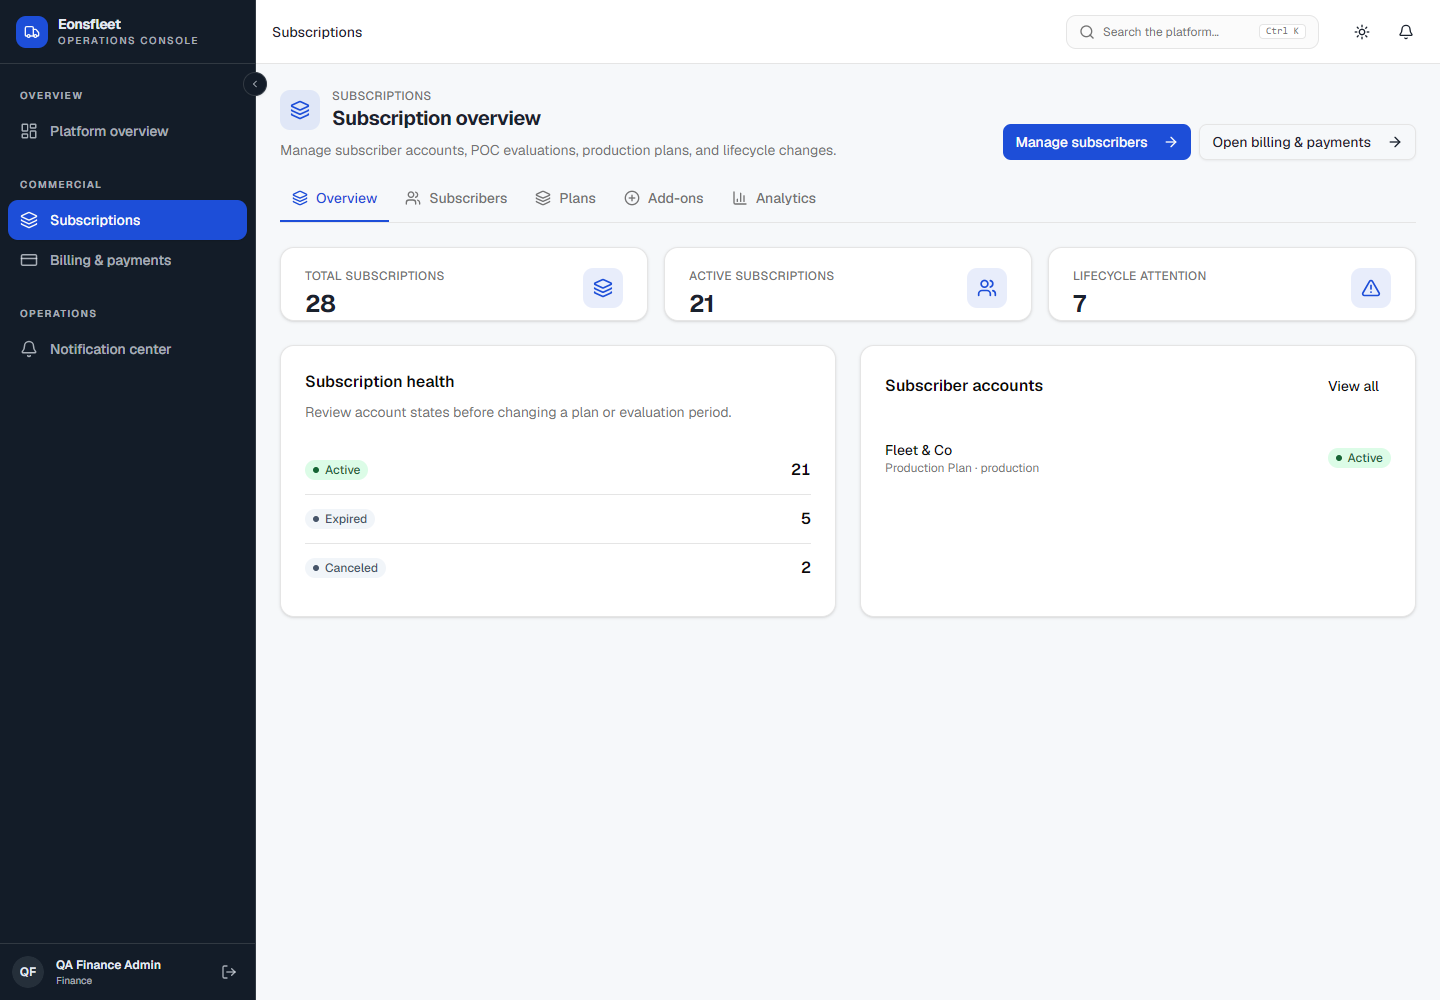 Eonsfleet
OPERATIONS CONSOLE
OVERVIEW
Platform overview
COMMERCIAL
Subscriptions
Billing & payments
OPERATIONS
Notification center
QF
QA Finance Admin
Finance
Subscriptions
Search the platform...
Ctrl K
SUBSCRIPTIONS
Subscription overview
Manage subscriber accounts, POC evaluations, production plans, and lifecycle changes.
Manage subscribers
Open billing & payments
Overview
Subscribers
Plans
Add-ons
Analytics
TOTAL SUBSCRIPTIONS
28
ACTIVE SUBSCRIPTIONS
21
LIFECYCLE ATTENTION
7
Subscription health
Review account states before changing a plan or evaluation period.
Active 21
Expired 5
Canceled 2
Subscriber accounts
View all
Fleet & Co
Production Plan · production
Active